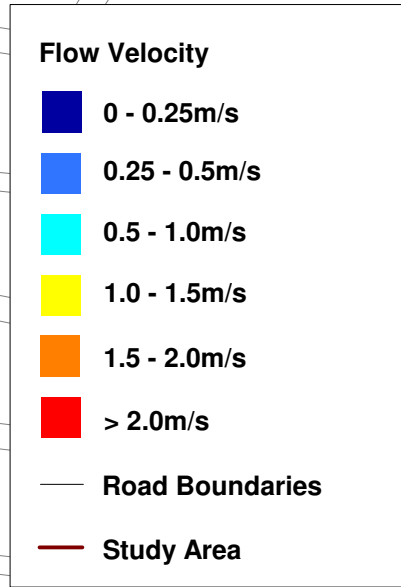 Flow Velocity
0 - 0.25m/s
0.25 - 0.5m/s
0.5 - 1.0m/s
1.0 - 1.5m/s
1.5 - 2.0m/s
> 2.0m/s
Road Boundaries
Study Area